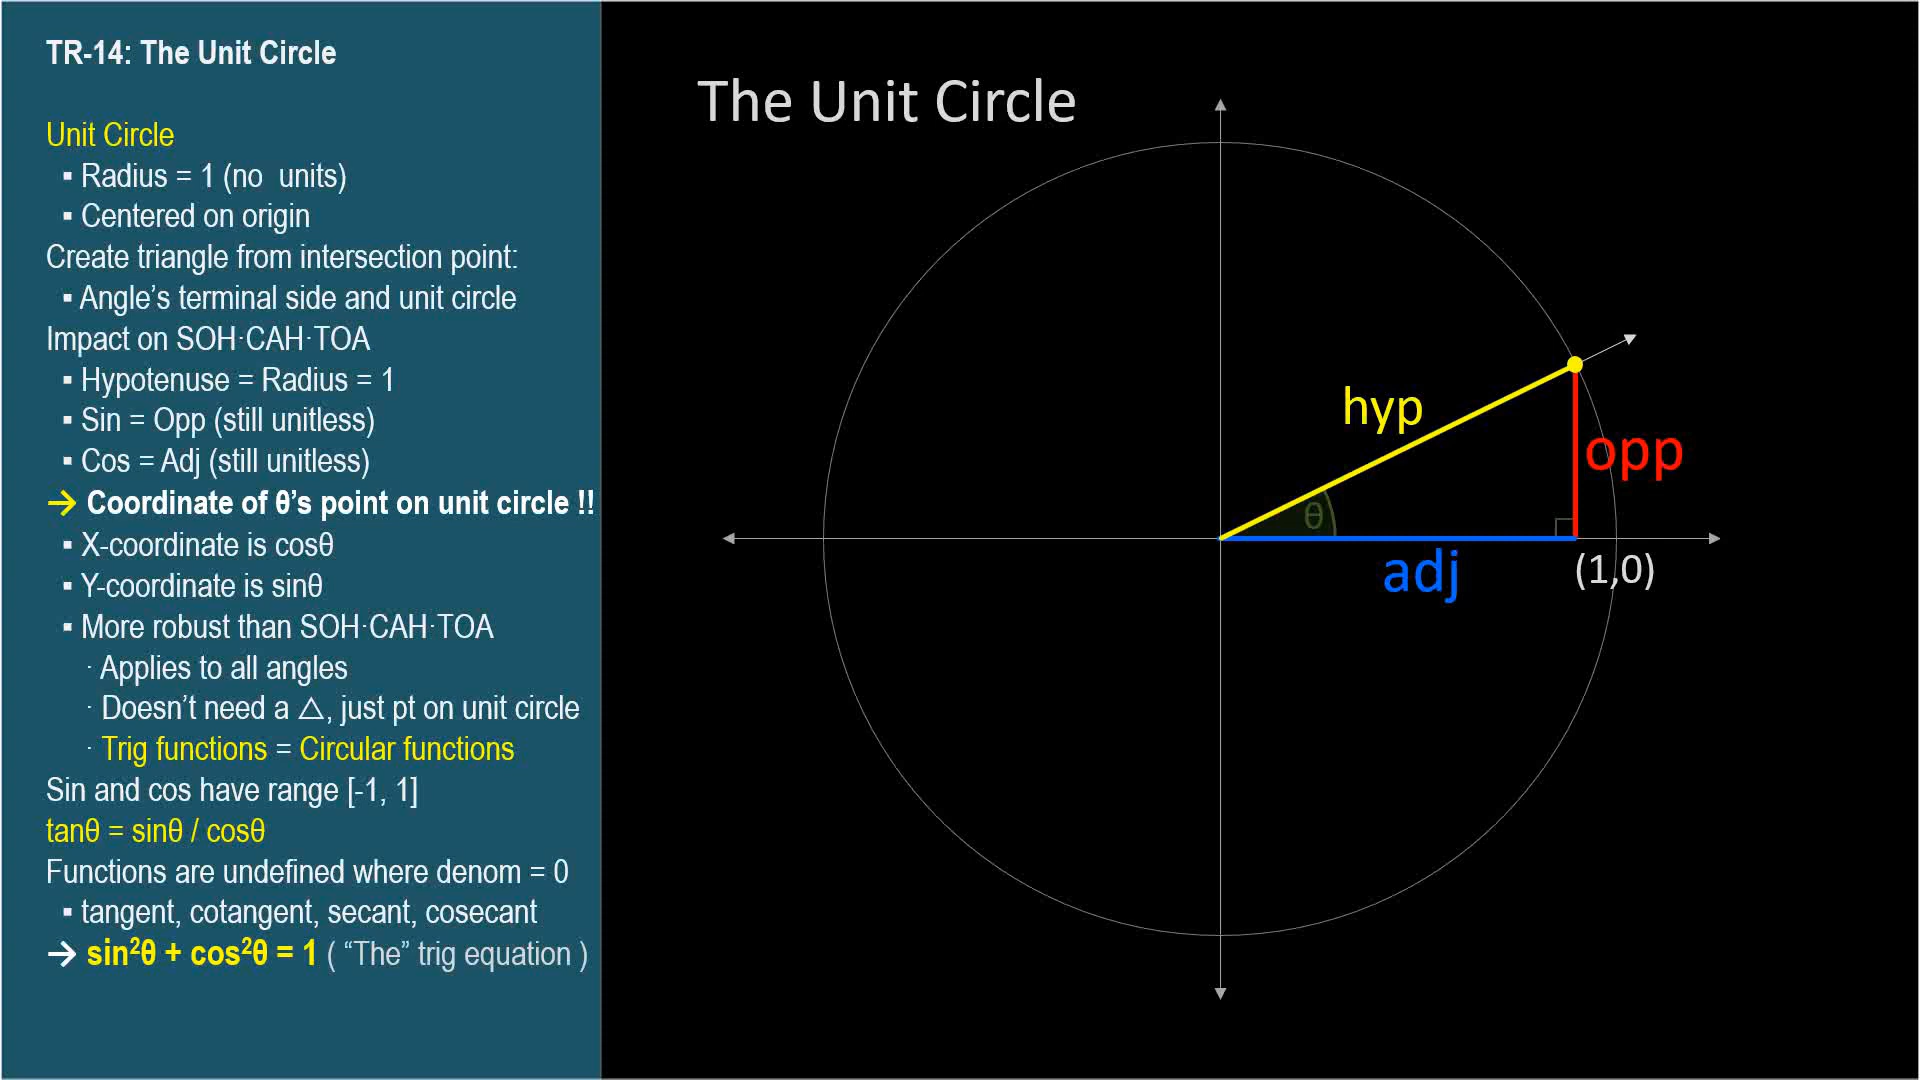 TR-14: The Unit Circle
Unit Circle
▪ Radius = 1 (no  units)
▪ Centered on origin
Create triangle from intersection point:
▪ Angle’s terminal side and unit circle
Impact on SOH·CAH·TOA
▪ Hypotenuse = Radius = 1
▪ Sin = Opp (still unitless)
▪ Cos = Adj (still unitless)
→ Coordinate of θ’s point on unit circle !!
▪ X-coordinate is cosθ
▪ Y-coordinate is sinθ
▪ More robust than SOH·CAH·TOA
· Applies to all angles
· Doesn’t need a △, just pt on unit circle
· Trig functions = Circular functions
Sin and cos have range [-1, 1]
tanθ = sinθ / cosθ
Functions are undefined where denom = 0
▪ tangent, cotangent, secant, cosecant
→ sin²θ + cos²θ = 1 ( “The” trig equation )
The Unit Circle
hyp
opp
θ
adj
(1,0)